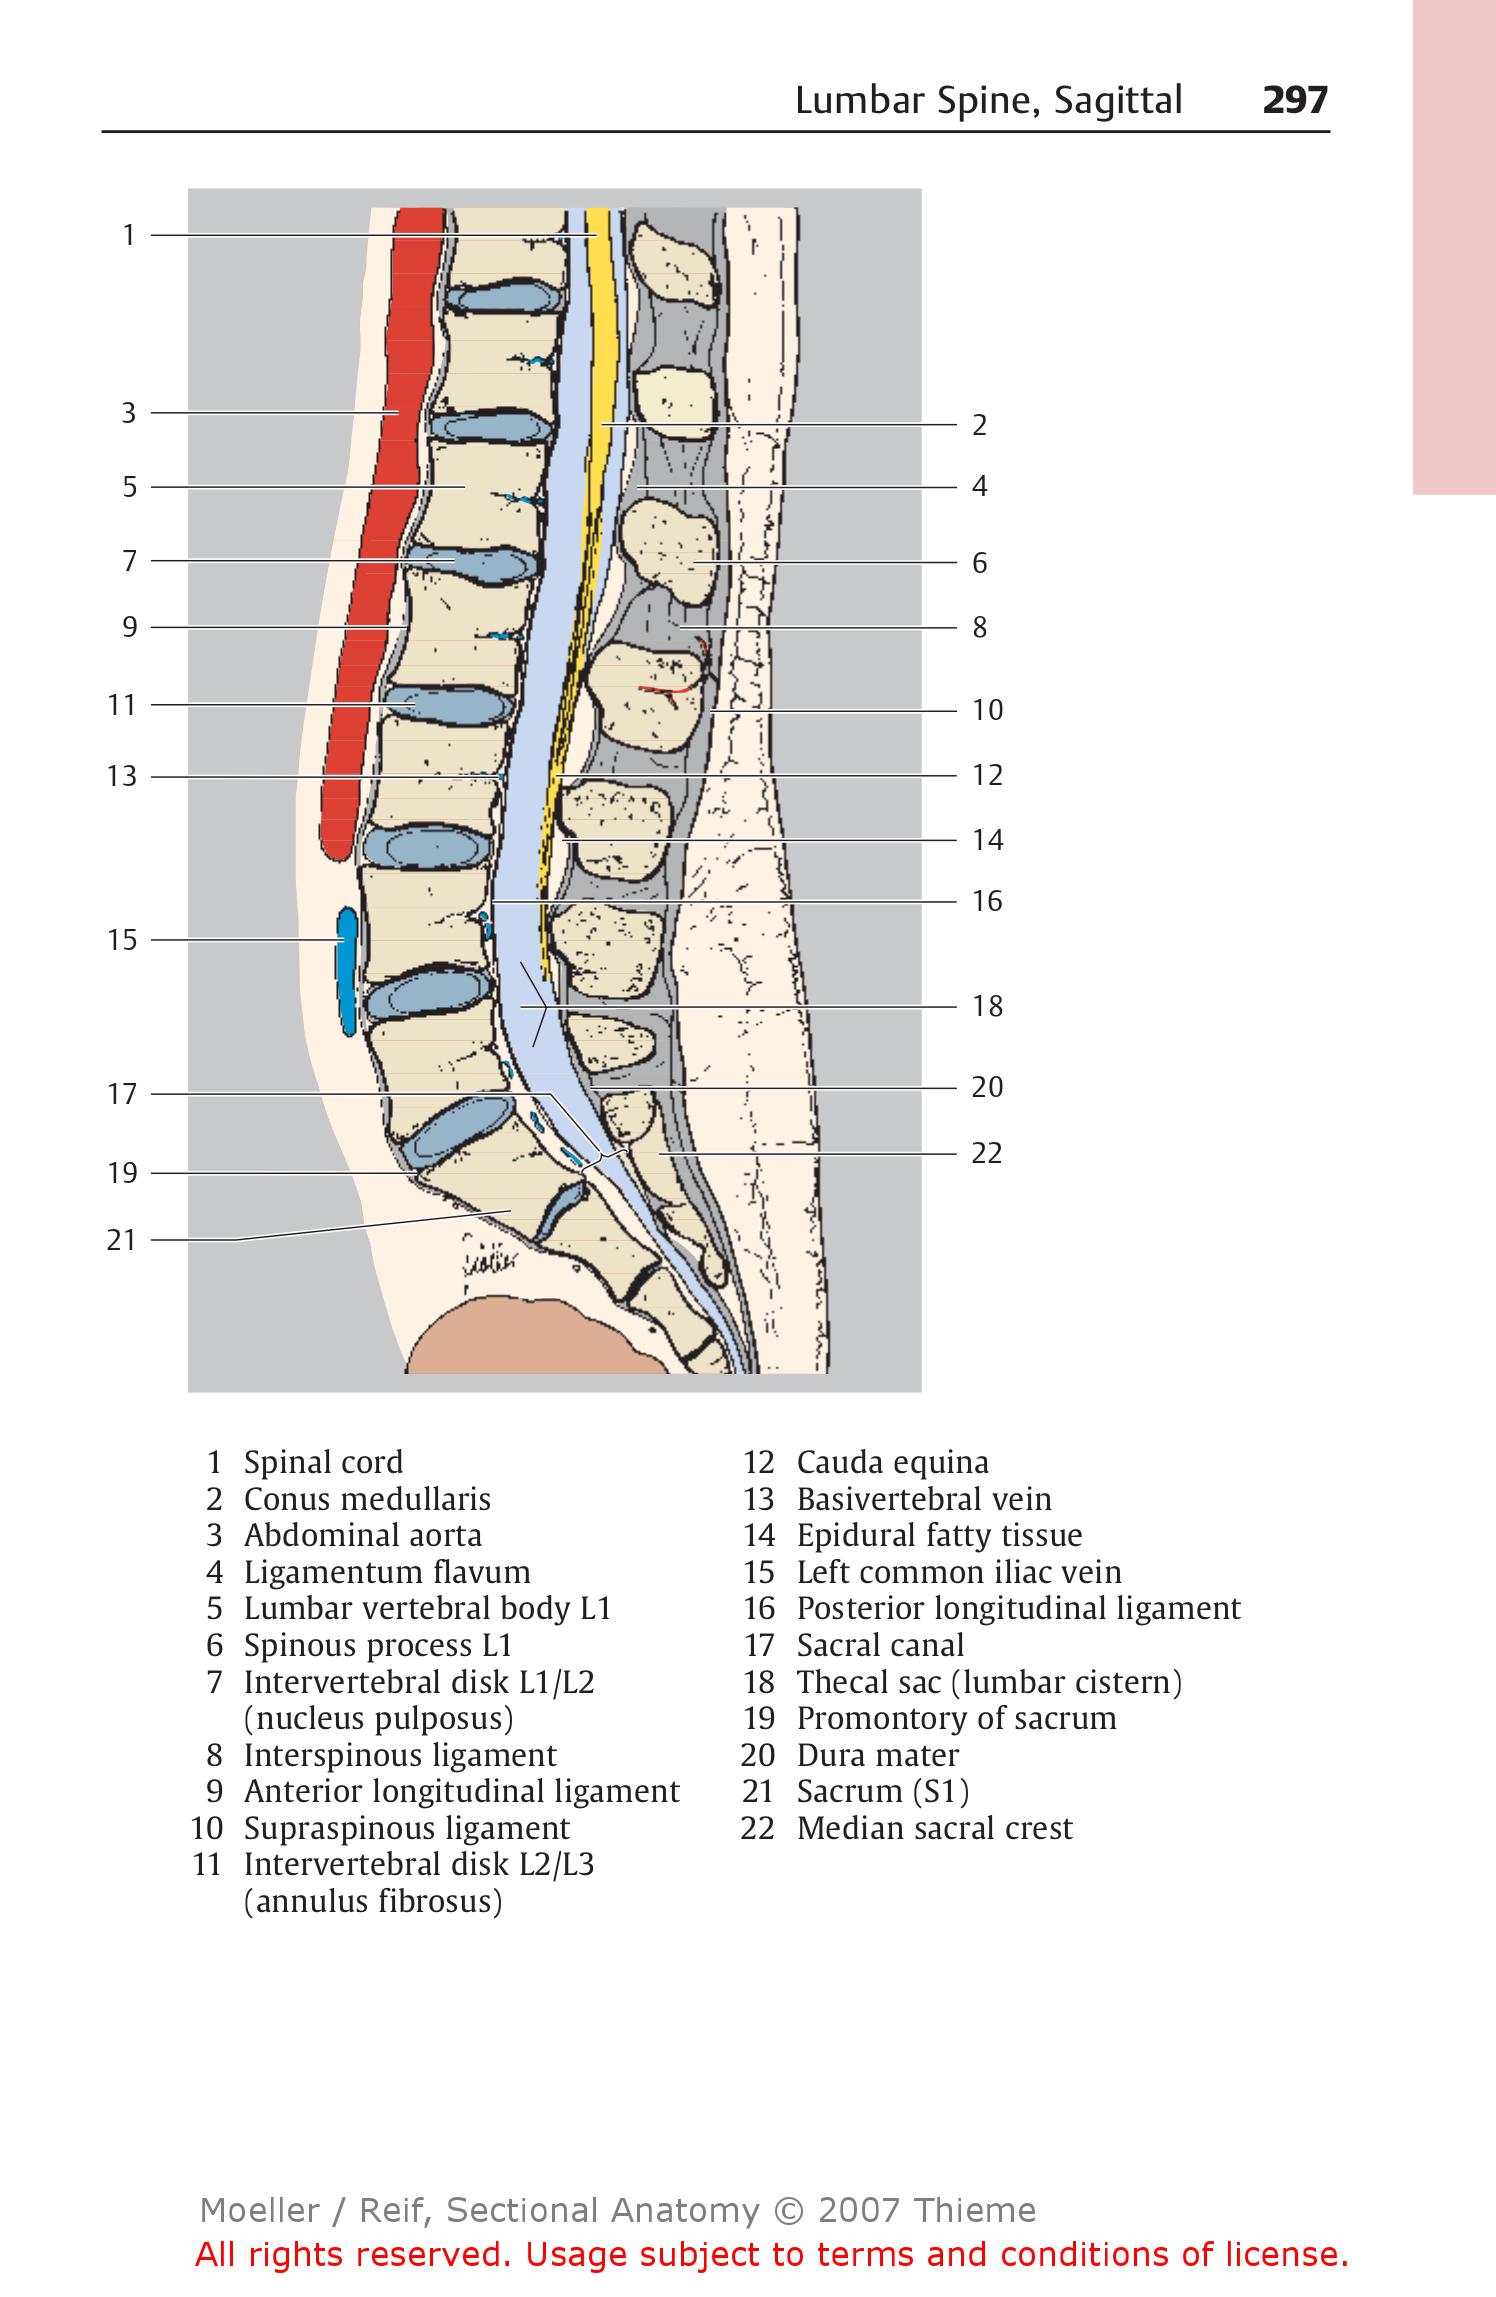 Lumbar Spine, Sagittal 297
1
3
2
5
4
7
6
9
8
11
10
13
12
14
16
15
18
17
20
19
22
21
1 Spinal cord
2 Conus medullaris
3 Abdominal aorta
4 Ligamentum flavum
5 Lumbar vertebral body L1
6 Spinous process L1
7 Intervertebral disk L1/L2
(nucleus pulposus)
8 Interspinous ligament
9 Anterior longitudinal ligament
10 Supraspinous ligament
11 Intervertebral disk L2/L3
(annulus fibrosus)
12 Cauda equina
13 Basivertebral vein
14 Epidural fatty tissue
15 Left common iliac vein
16 Posterior longitudinal ligament
17 Sacral canal
18 Thecal sac (lumbar cistern)
19 Promontory of sacrum
20 Dura mater
21 Sacrum (S1)
22 Median sacral crest
Moeller / Reif, Sectional Anatomy © 2007 Thieme
All rights reserved. Usage subject to terms and conditions of license.